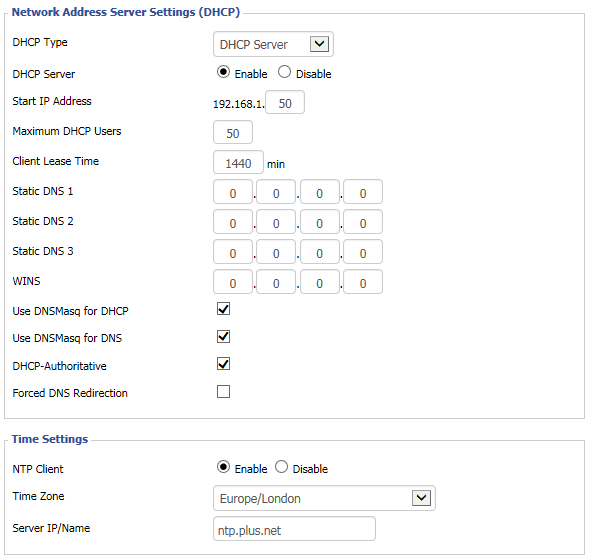 Network Address Server Settings (DHCP)
DHCP Type DHCP Server
DHCP Server Enable Disable
Start IP Address 192.168.1. 50
Maximum DHCP Users 50
Client Lease Time 1440 min
Static DNS 1 0 . 0 . 0 . 0
Static DNS 2 0 . 0 . 0 . 0
Static DNS 3 0 . 0 . 0 . 0
WINS 0 . 0 . 0 . 0
Use DNSMasq for DHCP
Use DNSMasq for DNS
DHCP-Authoritative
Forced DNS Redirection
Time Settings
NTP Client Enable Disable
Time Zone Europe/London
Server IP/Name ntp.plus.net